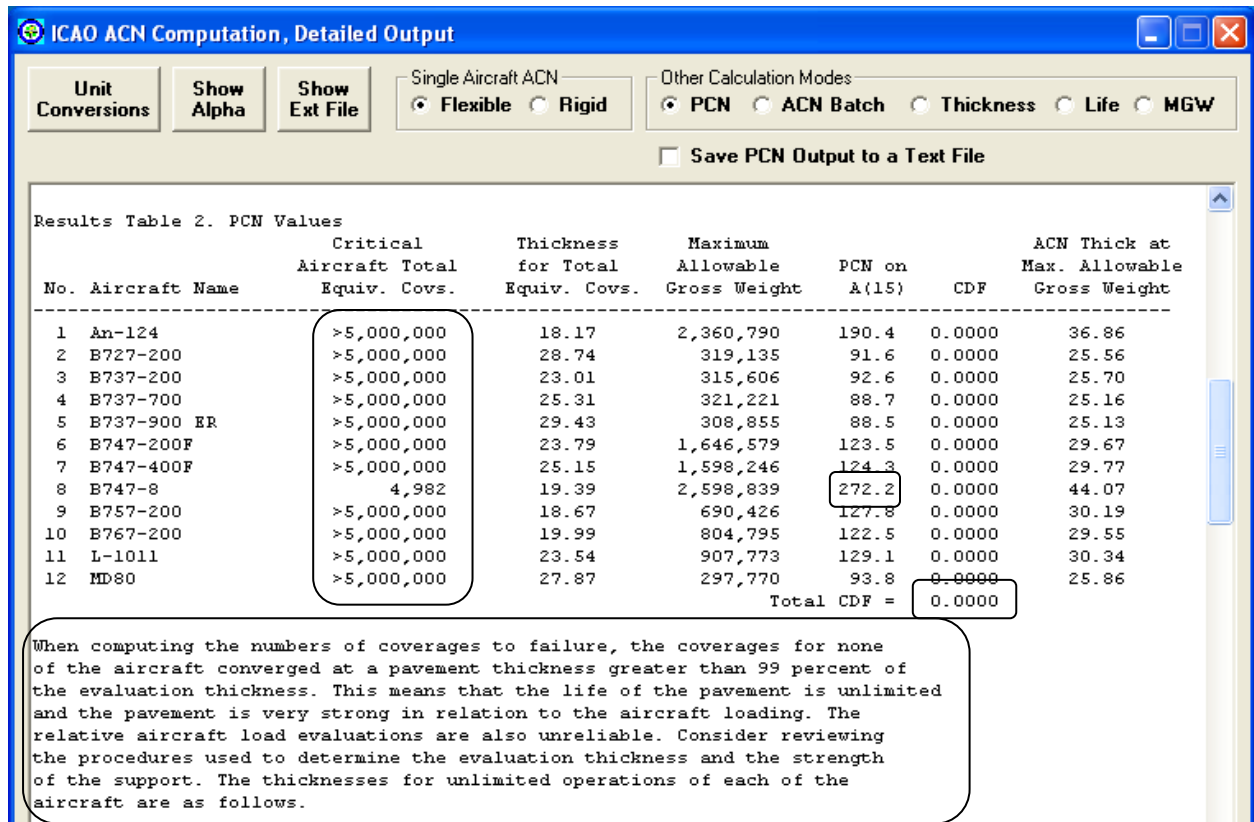 ICAO ACN Computation, Detailed Output
Unit Conversions
Show Alpha
Show Ext File
Single Aircraft ACN
Flexible Rigid
Other Calculation Modes
PCN ACN Batch Thickness Life MGW
Save PCN Output to a Text File
Results Table 2. PCN Values
Critical Thickness Maximum ACN Thick at
Aircraft Total for Total Allowable PCN on Max. Allowable
No. Aircraft Name Equiv. Covs. Equiv. Covs. Gross Weight A(15) CDF Gross Weight
1 An-124 >5,000,000 18.17 2,360,790 190.4 0.0000 36.86
2 B727-200 >5,000,000 28.74 319,135 91.6 0.0000 25.56
3 B737-200 >5,000,000 23.01 315,606 92.6 0.0000 25.70
4 B737-700 >5,000,000 25.31 321,221 88.7 0.0000 25.16
5 B737-900 ER >5,000,000 29.43 308,855 88.5 0.0000 25.13
6 B747-200F >5,000,000 23.79 1,646,579 123.5 0.0000 29.67
7 B747-400F >5,000,000 25.15 1,598,246 124.3 0.0000 29.77
8 B747-8 4,982 19.39 2,598,839 272.2 0.0000 44.07
9 B757-200 >5,000,000 18.67 690,426 127.8 0.0000 30.19
10 B767-200 >5,000,000 19.99 804,795 122.5 0.0000 29.55
11 L-1011 >5,000,000 23.54 907,773 129.1 0.0000 30.34
12 MD80 >5,000,000 27.87 297,770 93.8 0.0000 25.86
Total CDF = 0.0000
When computing the numbers of coverages to failure, the coverages for none
of the aircraft converged at a pavement thickness greater than 99 percent of
the evaluation thickness. This means that the life of the pavement is unlimited
and the pavement is very strong in relation to the aircraft loading. The
relative aircraft load evaluations are also unreliable. Consider reviewing
the procedures used to determine the evaluation thickness and the strength
of the support. The thicknesses for unlimited operations of each of the
aircraft are as follows.